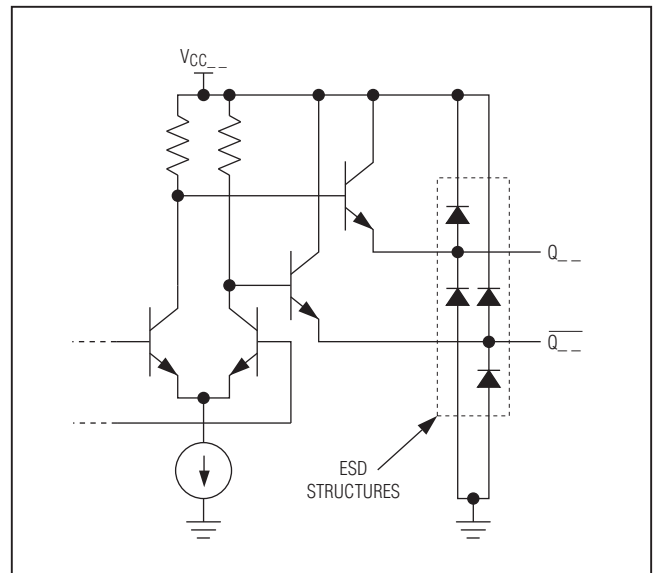 VCC_ _
Q_ _
Q_ _
ESD
STRUCTURES